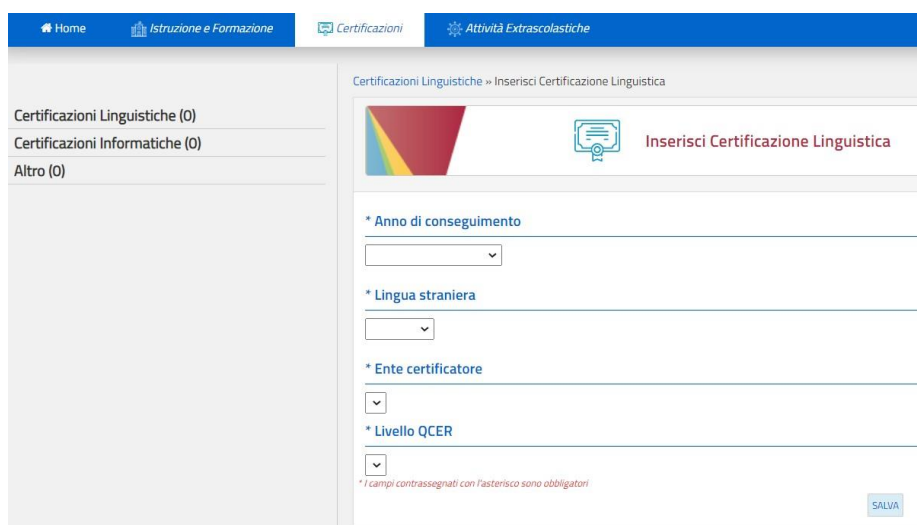 Home Istruzione e Formazione Certificazioni Attività Extrascolastiche
Certificazioni Linguistiche (0)
Certificazioni Informatiche (0)
Altro (0)
Certificazioni Linguistiche » Inserisci Certificazione Linguistica
Inserisci Certificazione Linguistica
* Anno di conseguimento
* Lingua straniera
* Ente certificatore
* Livello QCER
* I campi contrassegnati con l'asterisco sono obbligatori
SALVA